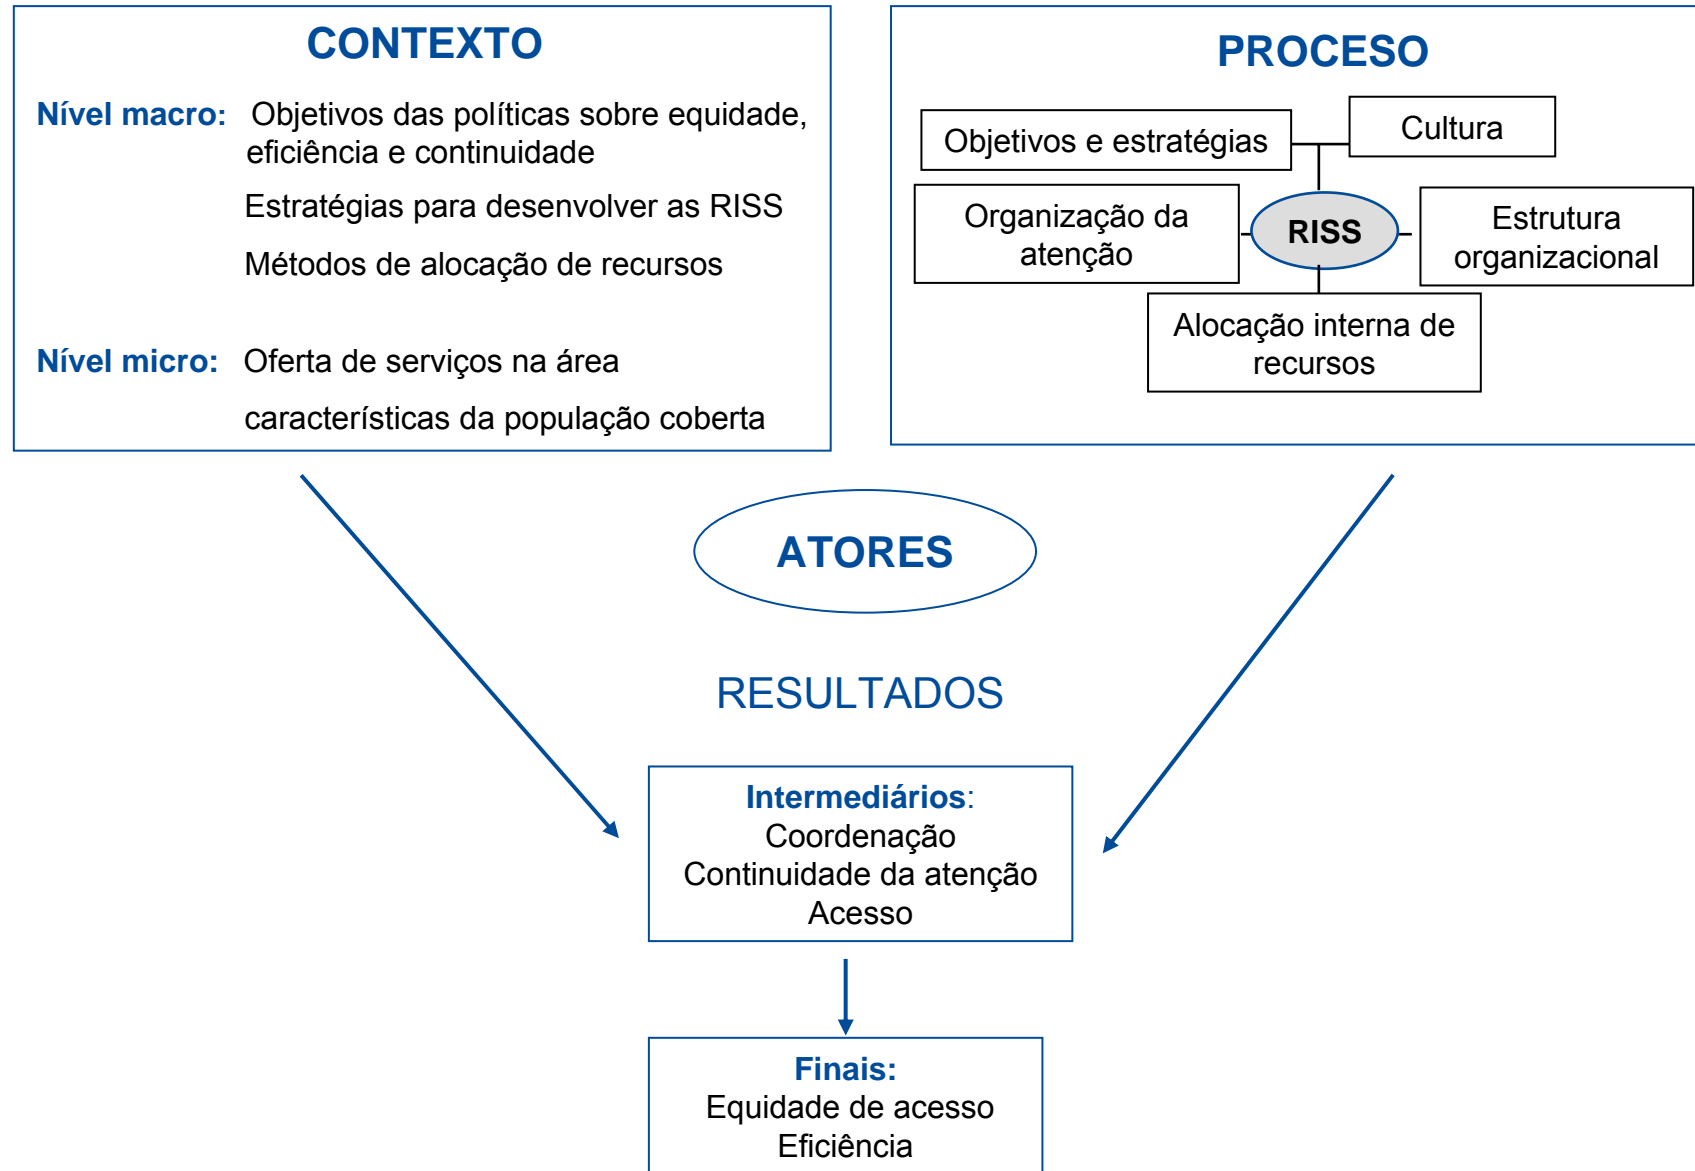 CONTEXTO
Nível macro: Objetivos das políticas sobre equidade,
eficiência e continuidade
Estratégias para desenvolver as RISS
Métodos de alocação de recursos
Nível micro: Oferta de serviços na área
características da população coberta
PROCESO
Objetivos e estratégias
Cultura
Organização da
atenção
RISS
Estrutura
organizacional
Alocação interna de
recursos
ATORES
RESULTADOS
Intermediários:
Coordenação
Continuidade da atenção
Acesso
Finais:
Equidade de acesso
Eficiência